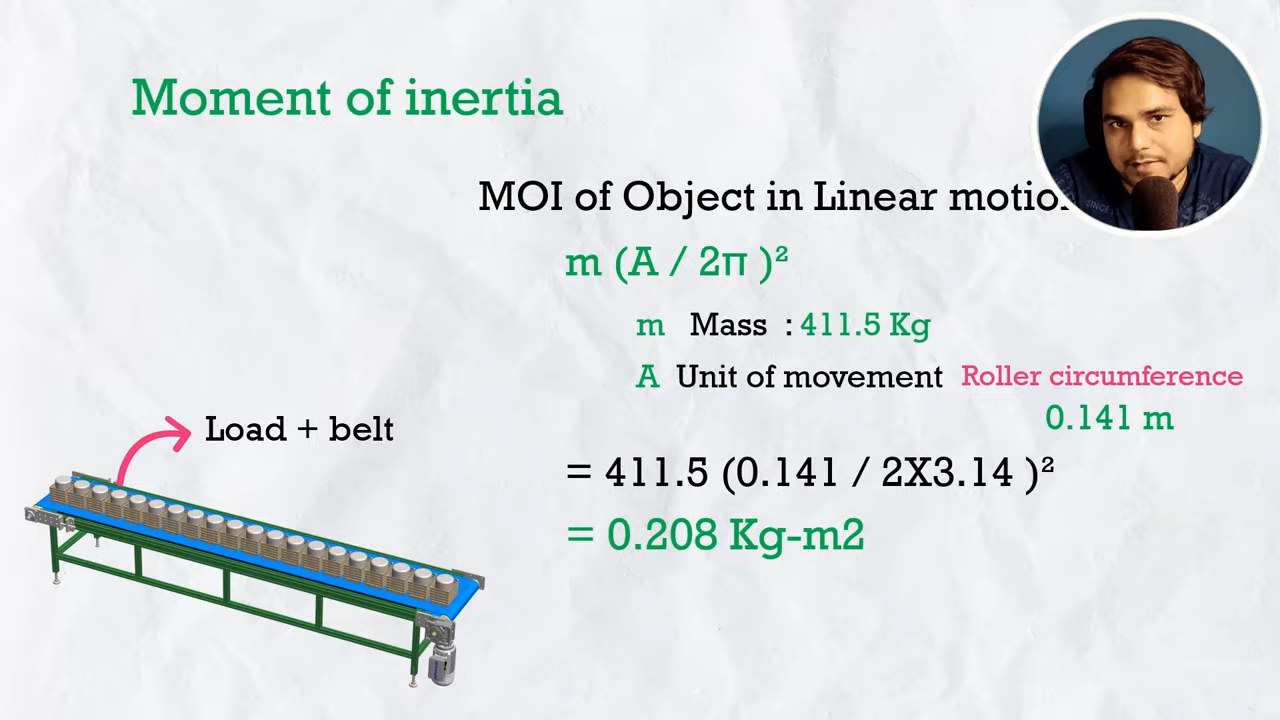 Moment of inertia
MOI of Object in Linear
m (A / 2π )²
m Mass : 411.5 Kg
A Unit of movement Roller circumference
0.141 m
Load + belt
= 411.5 (0.141 / 2X3.14 )²
= 0.208 Kg-m2